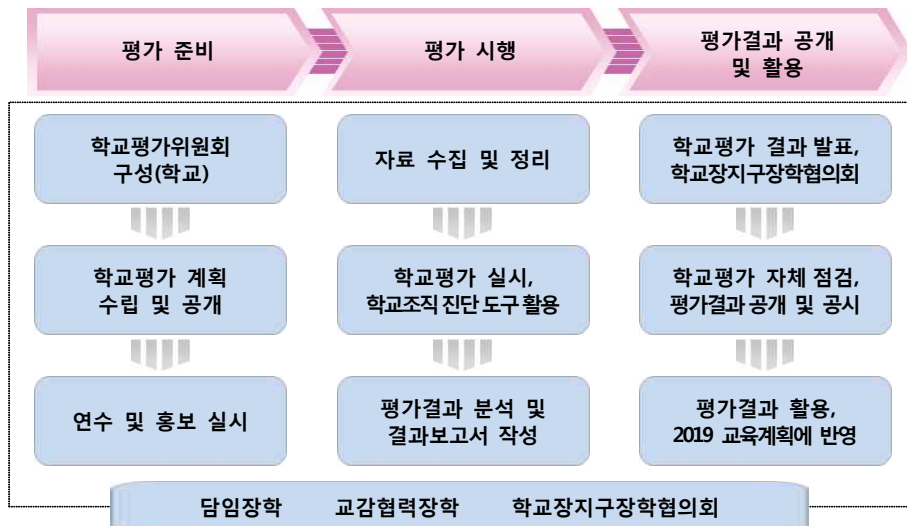 평가 준비
평가 시행
평가결과 공개
및 활용
학교평가위원회
구성(학교)
자료 수집 및 정리
학교평가 결과 발표,
학교장지구장학협의회
학교평가 계획
수립 및 공개
학교평가 실시,
학교조직 진단 도구 활용
학교평가 자체 점검,
평가결과 공개 및 공시
연수 및 홍보 실시
평가결과 분석 및
결과보고서 작성
평가결과 활용,
2019 교육계획에 반영
담임장학 교감협력장학 학교장지구장학협의회